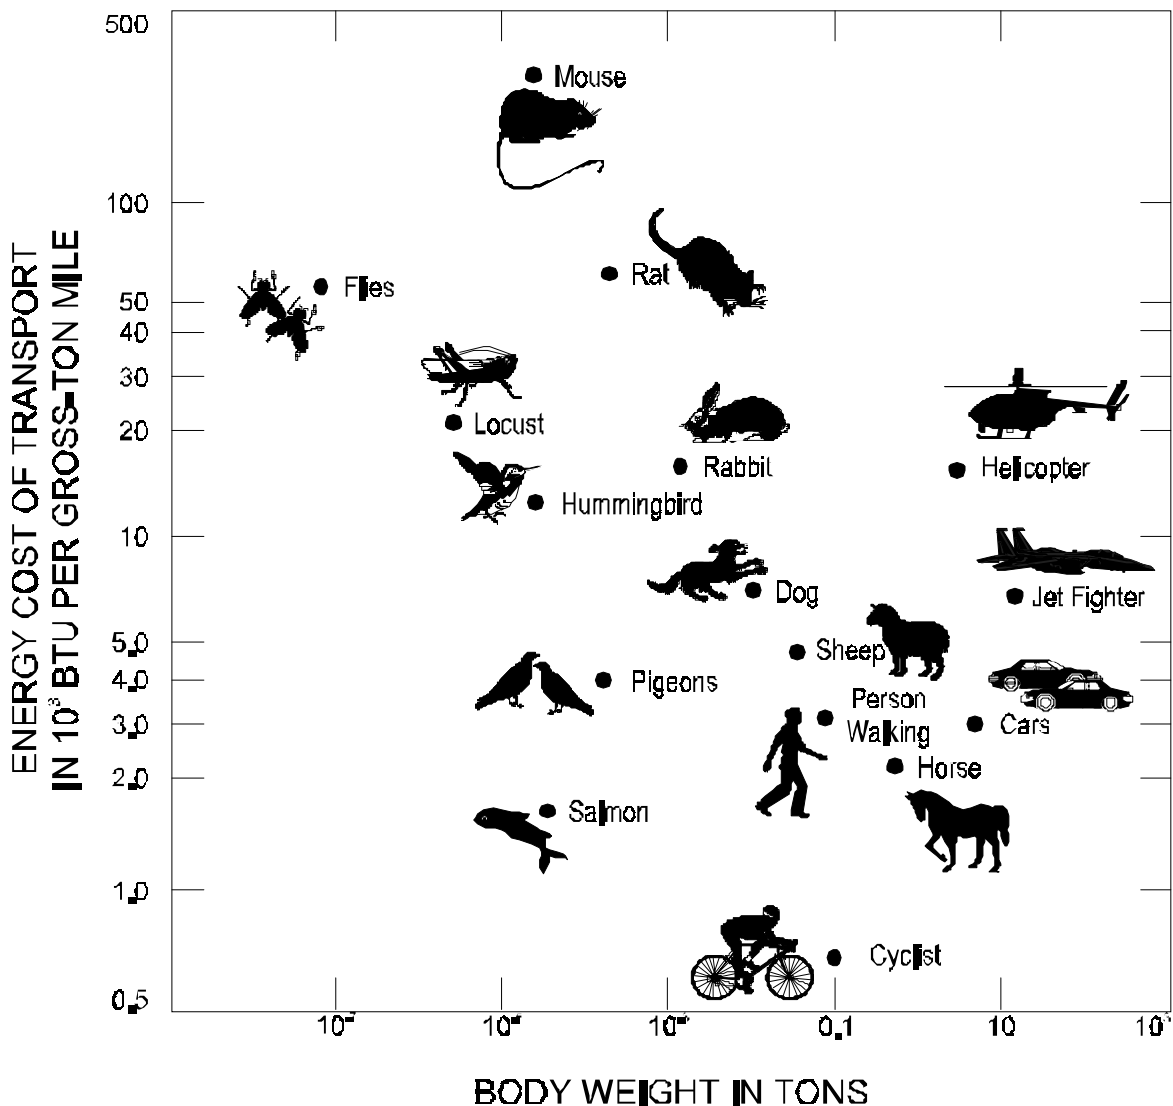 ENERGY COST OF TRANSPORT
IN 10³ BTU PER GROSS-TON MILE
500
100
50
40
30
20
10
5.0
4.0
3.0
2.0
1.0
0.5
Mouse
Rat
Flies
Locust
Rabbit
Helicopter
Hummingbird
Dog
Jet Fighter
Sheep
Pigeons
Person
Walking
Cars
Horse
Salmon
Cyclist
0.1
10
BODY WEIGHT IN TONS